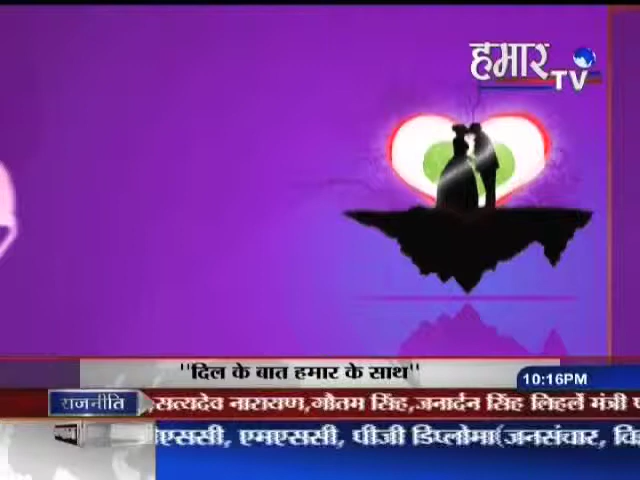 हमार TV
"दिल के बात हमार के साथ"
10:16PM
राजनीति ,सत्यदेव नारायण,गौतम सिंह,जनार्दन सिंह लिहलें मंत्री
एससी, एमएससी, पीजी डिप्लोमा(जनसंचार,